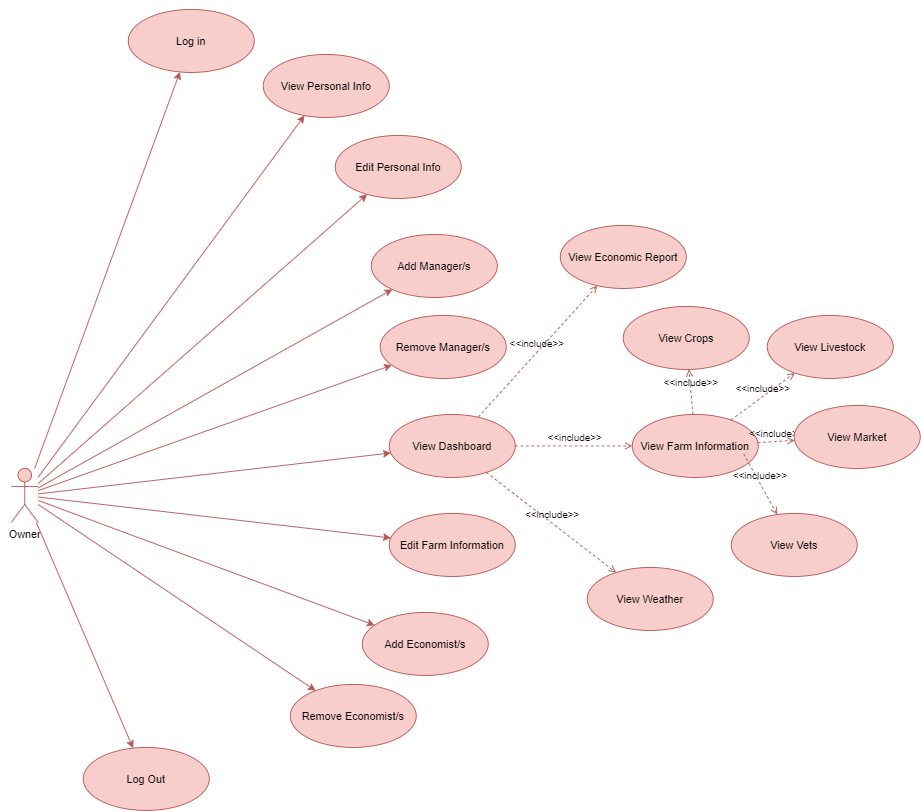 Log in
View Personal Info
Edit Personal Info
Add Manager/s
View Economic Report
Remove Manager/s
<<include>>
View Crops
View Livestock
<<include>>
<<include>>
View Dashboard
<<include>>
View Farm Information
<<include>>
View Market
<<include>>
Owner
<<include>>
Edit Farm Information
View Vets
View Weather
Add Economist/s
Remove Economist/s
Log Out